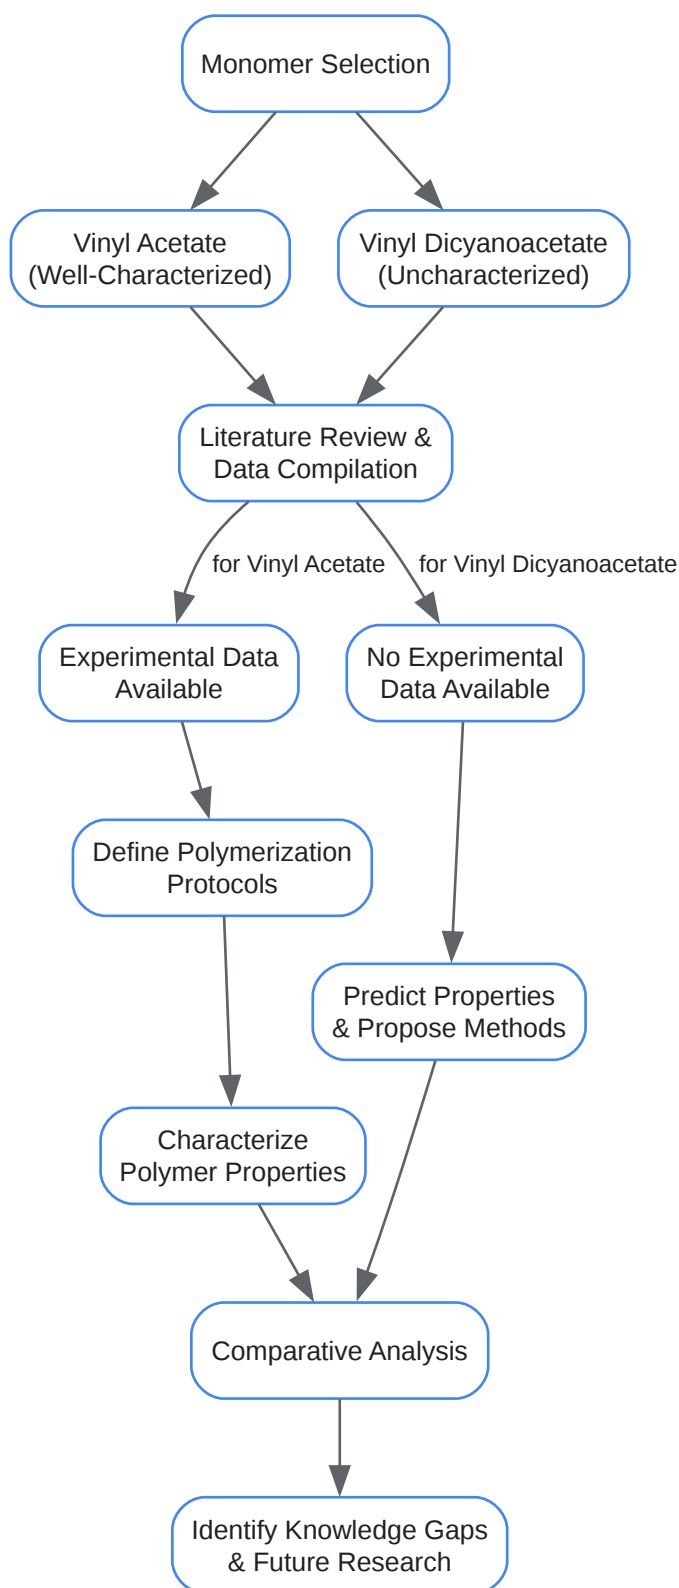 Monomer Selection
Vinyl Acetate
(Well-Characterized)
Vinyl Dicyanoacetate
(Uncharacterized)
Literature Review &
Data Compilation
for Vinyl Acetate
for Vinyl Dicyanoacetate
Experimental Data
Available
No Experimental
Data Available
Define Polymerization
Protocols
Predict Properties
& Propose Methods
Characterize
Polymer Properties
Comparative Analysis
Identify Knowledge Gaps
& Future Research